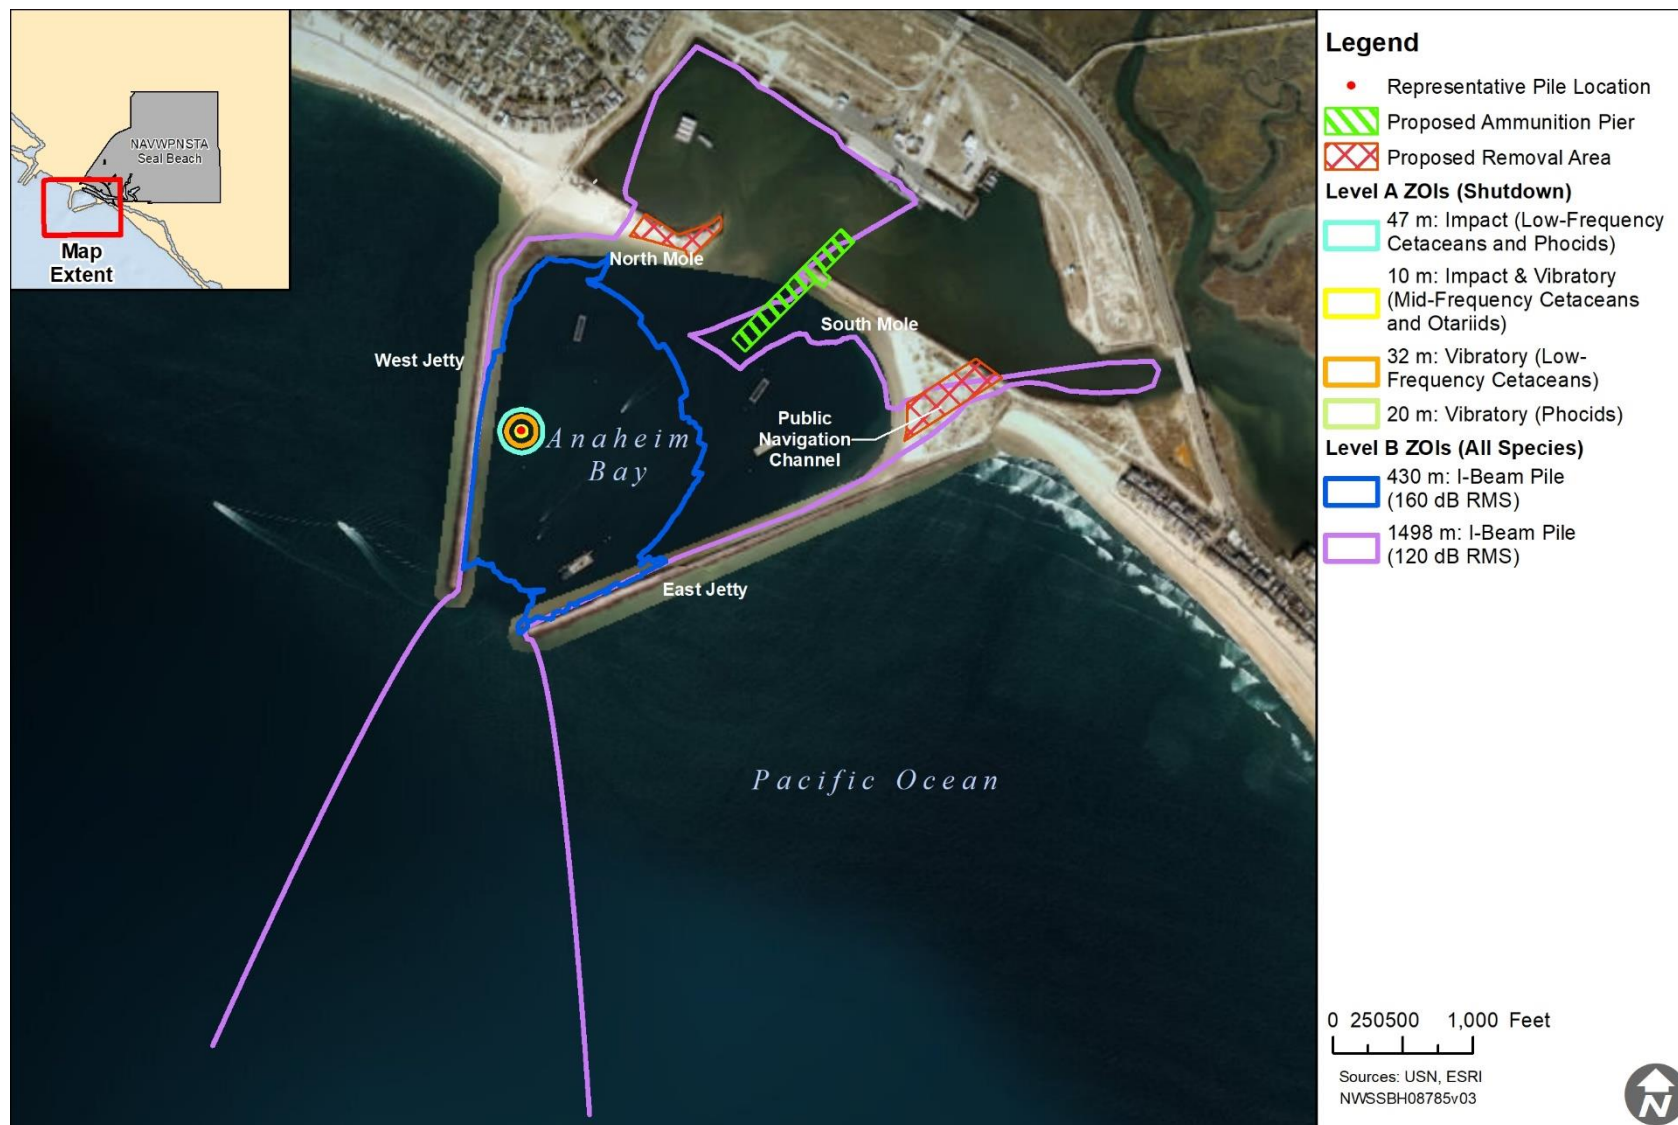 NAVWPNSTA
Seal Beach
Map
Extent
North Mole
South Mole
West Jetty
Public
Navigation
Channel
Anaheim
Bay
East Jetty
Pacific Ocean
Legend
Representative Pile Location
Proposed Ammunition Pier
Proposed Removal Area
Level A ZOIs (Shutdown)
47 m: Impact (Low-Frequency
Cetaceans and Phocids)
10 m: Impact & Vibratory
(Mid-Frequency Cetaceans
and Otariids)
32 m: Vibratory (Low-
Frequency Cetaceans)
20 m: Vibratory (Phocids)
Level B ZOIs (All Species)
430 m: I-Beam Pile
(160 dB RMS)
1498 m: I-Beam Pile
(120 dB RMS)
0 250500 1,000 Feet
Sources: USN, ESRI
NWSSBH08785v03
N